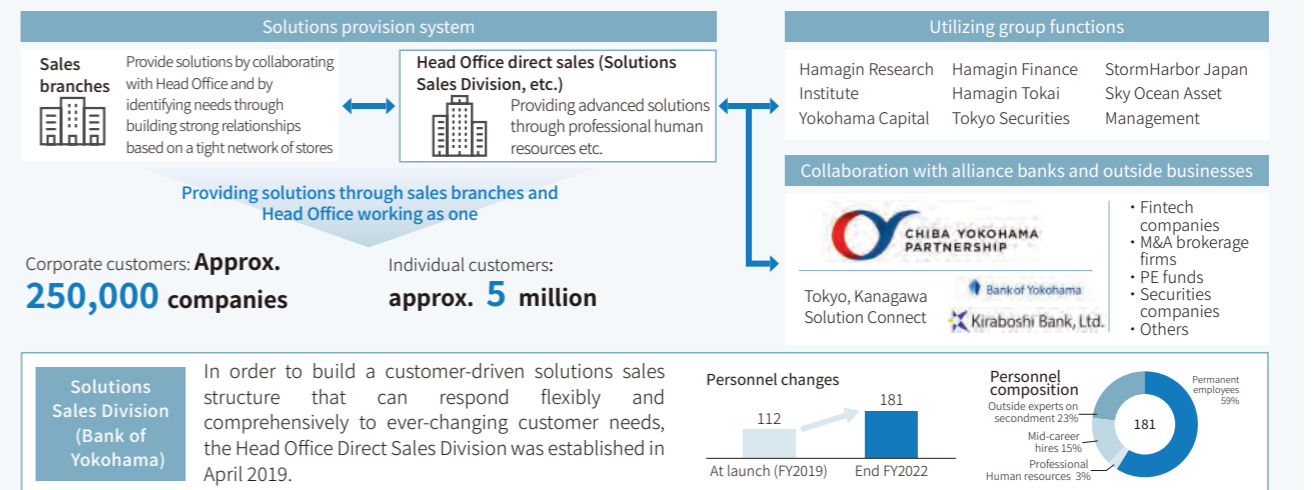 Solutions provision system
Sales
branches
Provide solutions by collaborating
with Head Office and by
identifying needs through
building strong relationships
based on a tight network of stores
Head Office direct sales (Solutions
Sales Division, etc.)
Providing advanced solutions
through professional human
resources etc.
Providing solutions through sales branches and
Head Office working as one
Corporate customers: Approx.
250,000 companies
Individual customers:
approx. 5 million
Utilizing group functions
Hamagin Research
Institute
Yokohama Capital
Hamagin Finance
Hamagin Tokai
Tokyo Securities
StormHarbor Japan
Sky Ocean Asset
Management
Collaboration with alliance banks and outside businesses
CHIBA YOKOHAMA
PARTNERSHIP
Tokyo, Kanagawa
Solution Connect
Bank of Yokohama
Kiraboshi Bank, Ltd.
・Fintech
companies
・M&A brokerage
firms
・PE funds
・Securities
companies
・Others
Solutions
Sales Division
(Bank of
Yokohama)
In order to build a customer-driven solutions sales
structure that can respond flexibly and
comprehensively to ever-changing customer needs,
the Head Office Direct Sales Division was established in
April 2019.
Personnel changes
112
181
At launch (FY2019)
End FY2022
Personnel
composition
Outside experts on
secondment 23%
Mid-career
hires 15%
Professional
Human resources 3%
181
Permanent
employees
59%